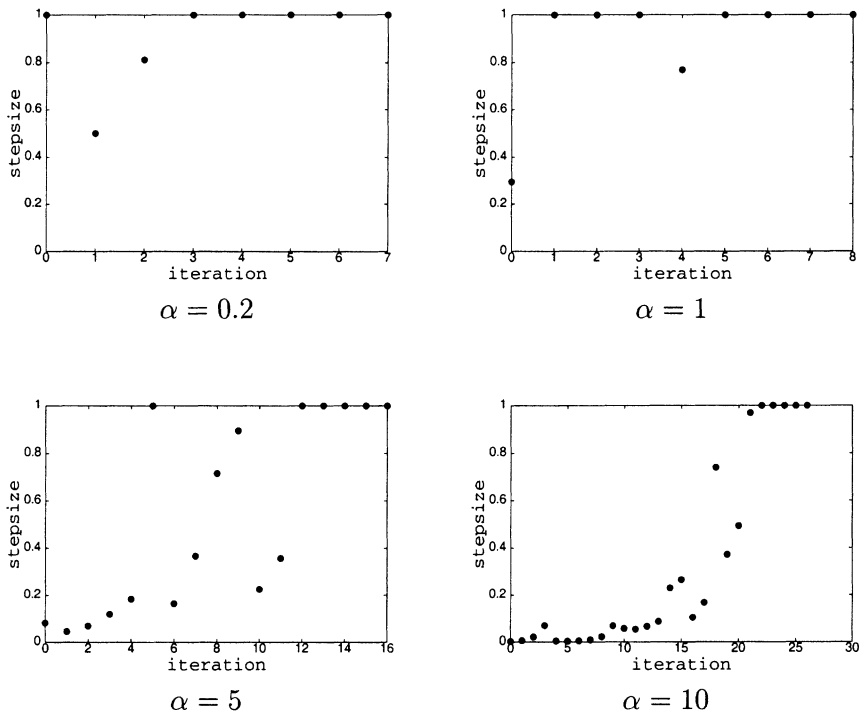 stepsize
1
0.8
0.6
0.4
0.2
0
0 1 2 3 4 5 6 7
iteration
α = 0.2
stepsize
1
0.8
0.6
0.4
0.2
0
0 1 2 3 4 5 6 7 8
iteration
α = 1
stepsize
1
0.8
0.6
0.4
0.2
0
0 2 4 6 8 10 12 14 16
iteration
α = 5
stepsize
1
0.8
0.6
0.4
0.2
0
0 5 10 15 20 25 30
iteration
α = 10